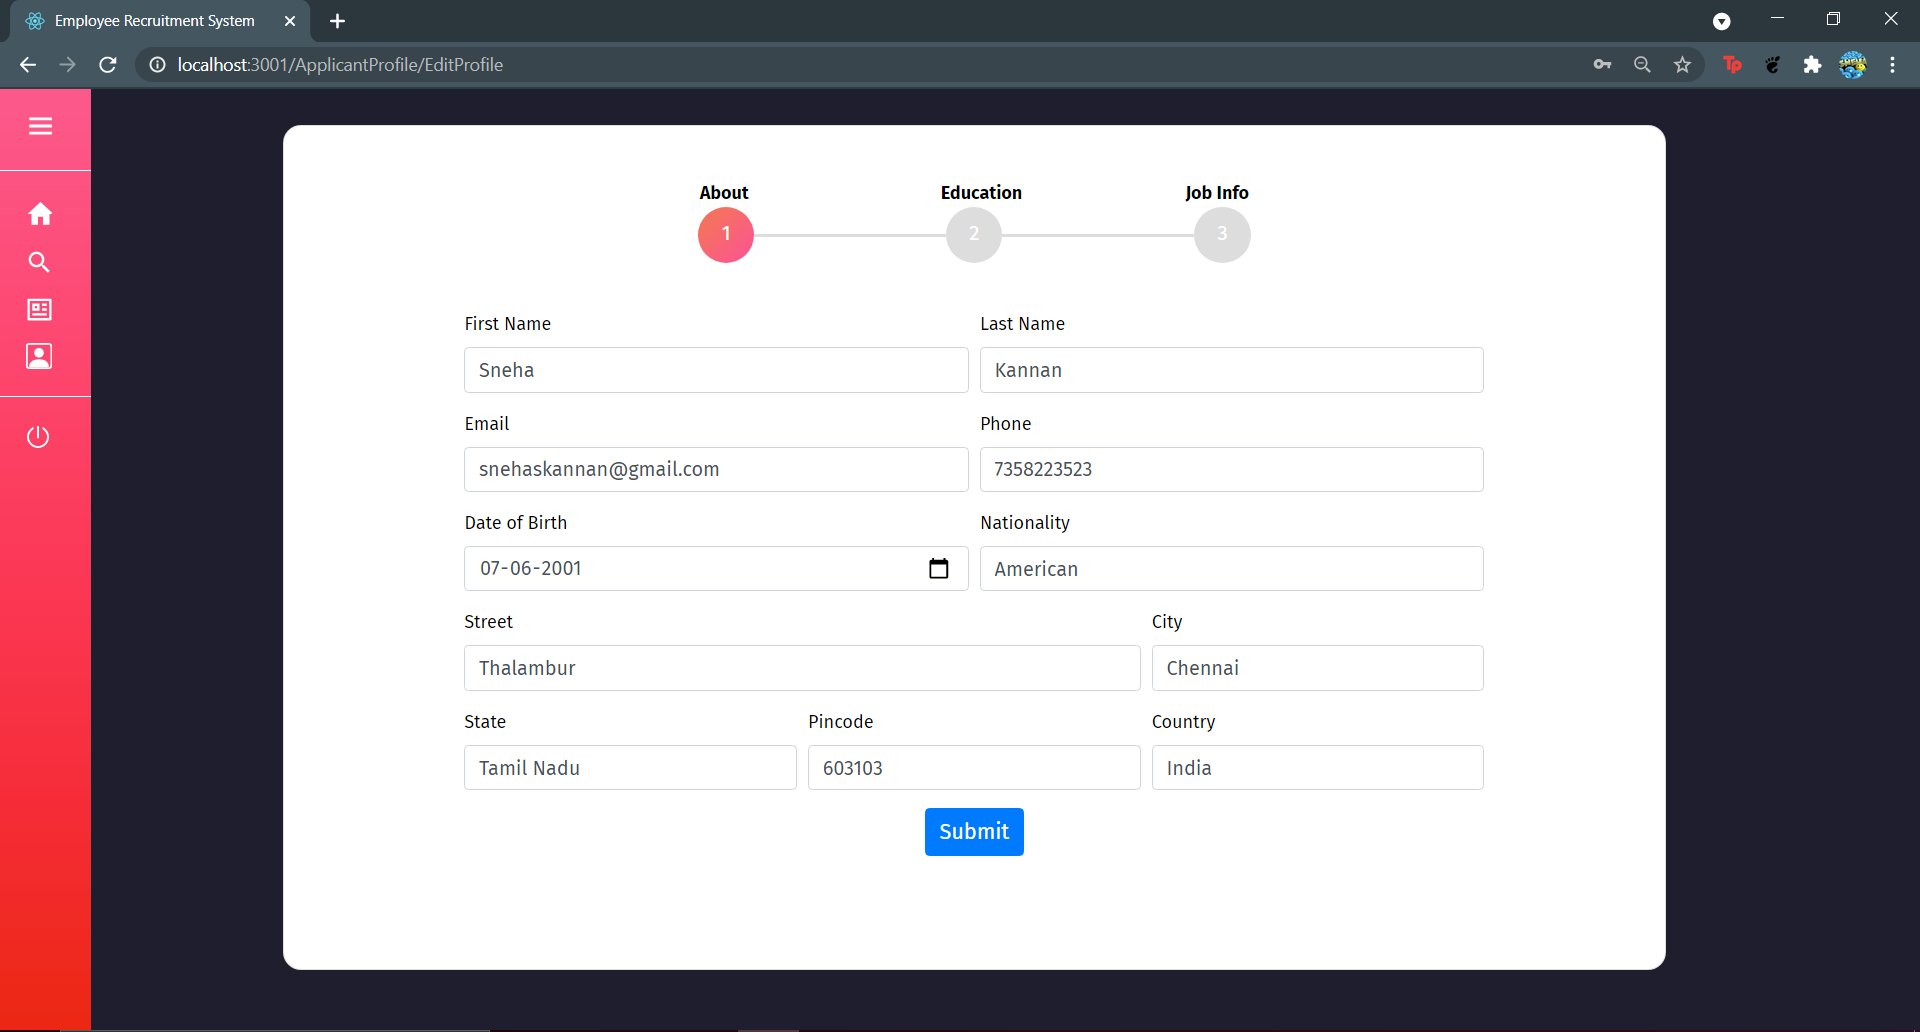 Employee Recruitment System
localhost:3001/ApplicantProfile/EditProfile
Tp
About Education Job Info
1 2 3
First Name Last Name
Sneha Kannan
Email Phone
snehaskannan@gmail.com 7358223523
Date of Birth Nationality
07-06-2001 American
Street City
Thalambur Chennai
State Pincode Country
Tamil Nadu 603103 India
Submit